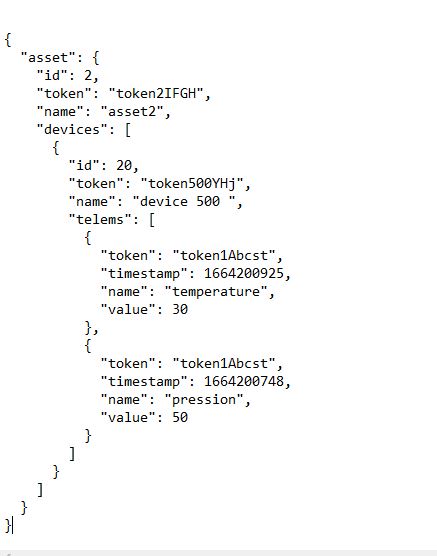 {
  "asset": {
    "id": 2,
    "token": "token2IFGH",
    "name": "asset2",
    "devices": [
      {
        "id": 20,
        "token": "token500YHj",
        "name": "device 500 ",
        "telems": [
          {
            "token": "token1Abcst",
            "timestamp": 1664200925,
            "name": "temperature",
            "value": 30
          },
          {
            "token": "token1Abcst",
            "timestamp": 1664200748,
            "name": "pression",
            "value": 50
          }
        ]
      }
    ]
  }
}